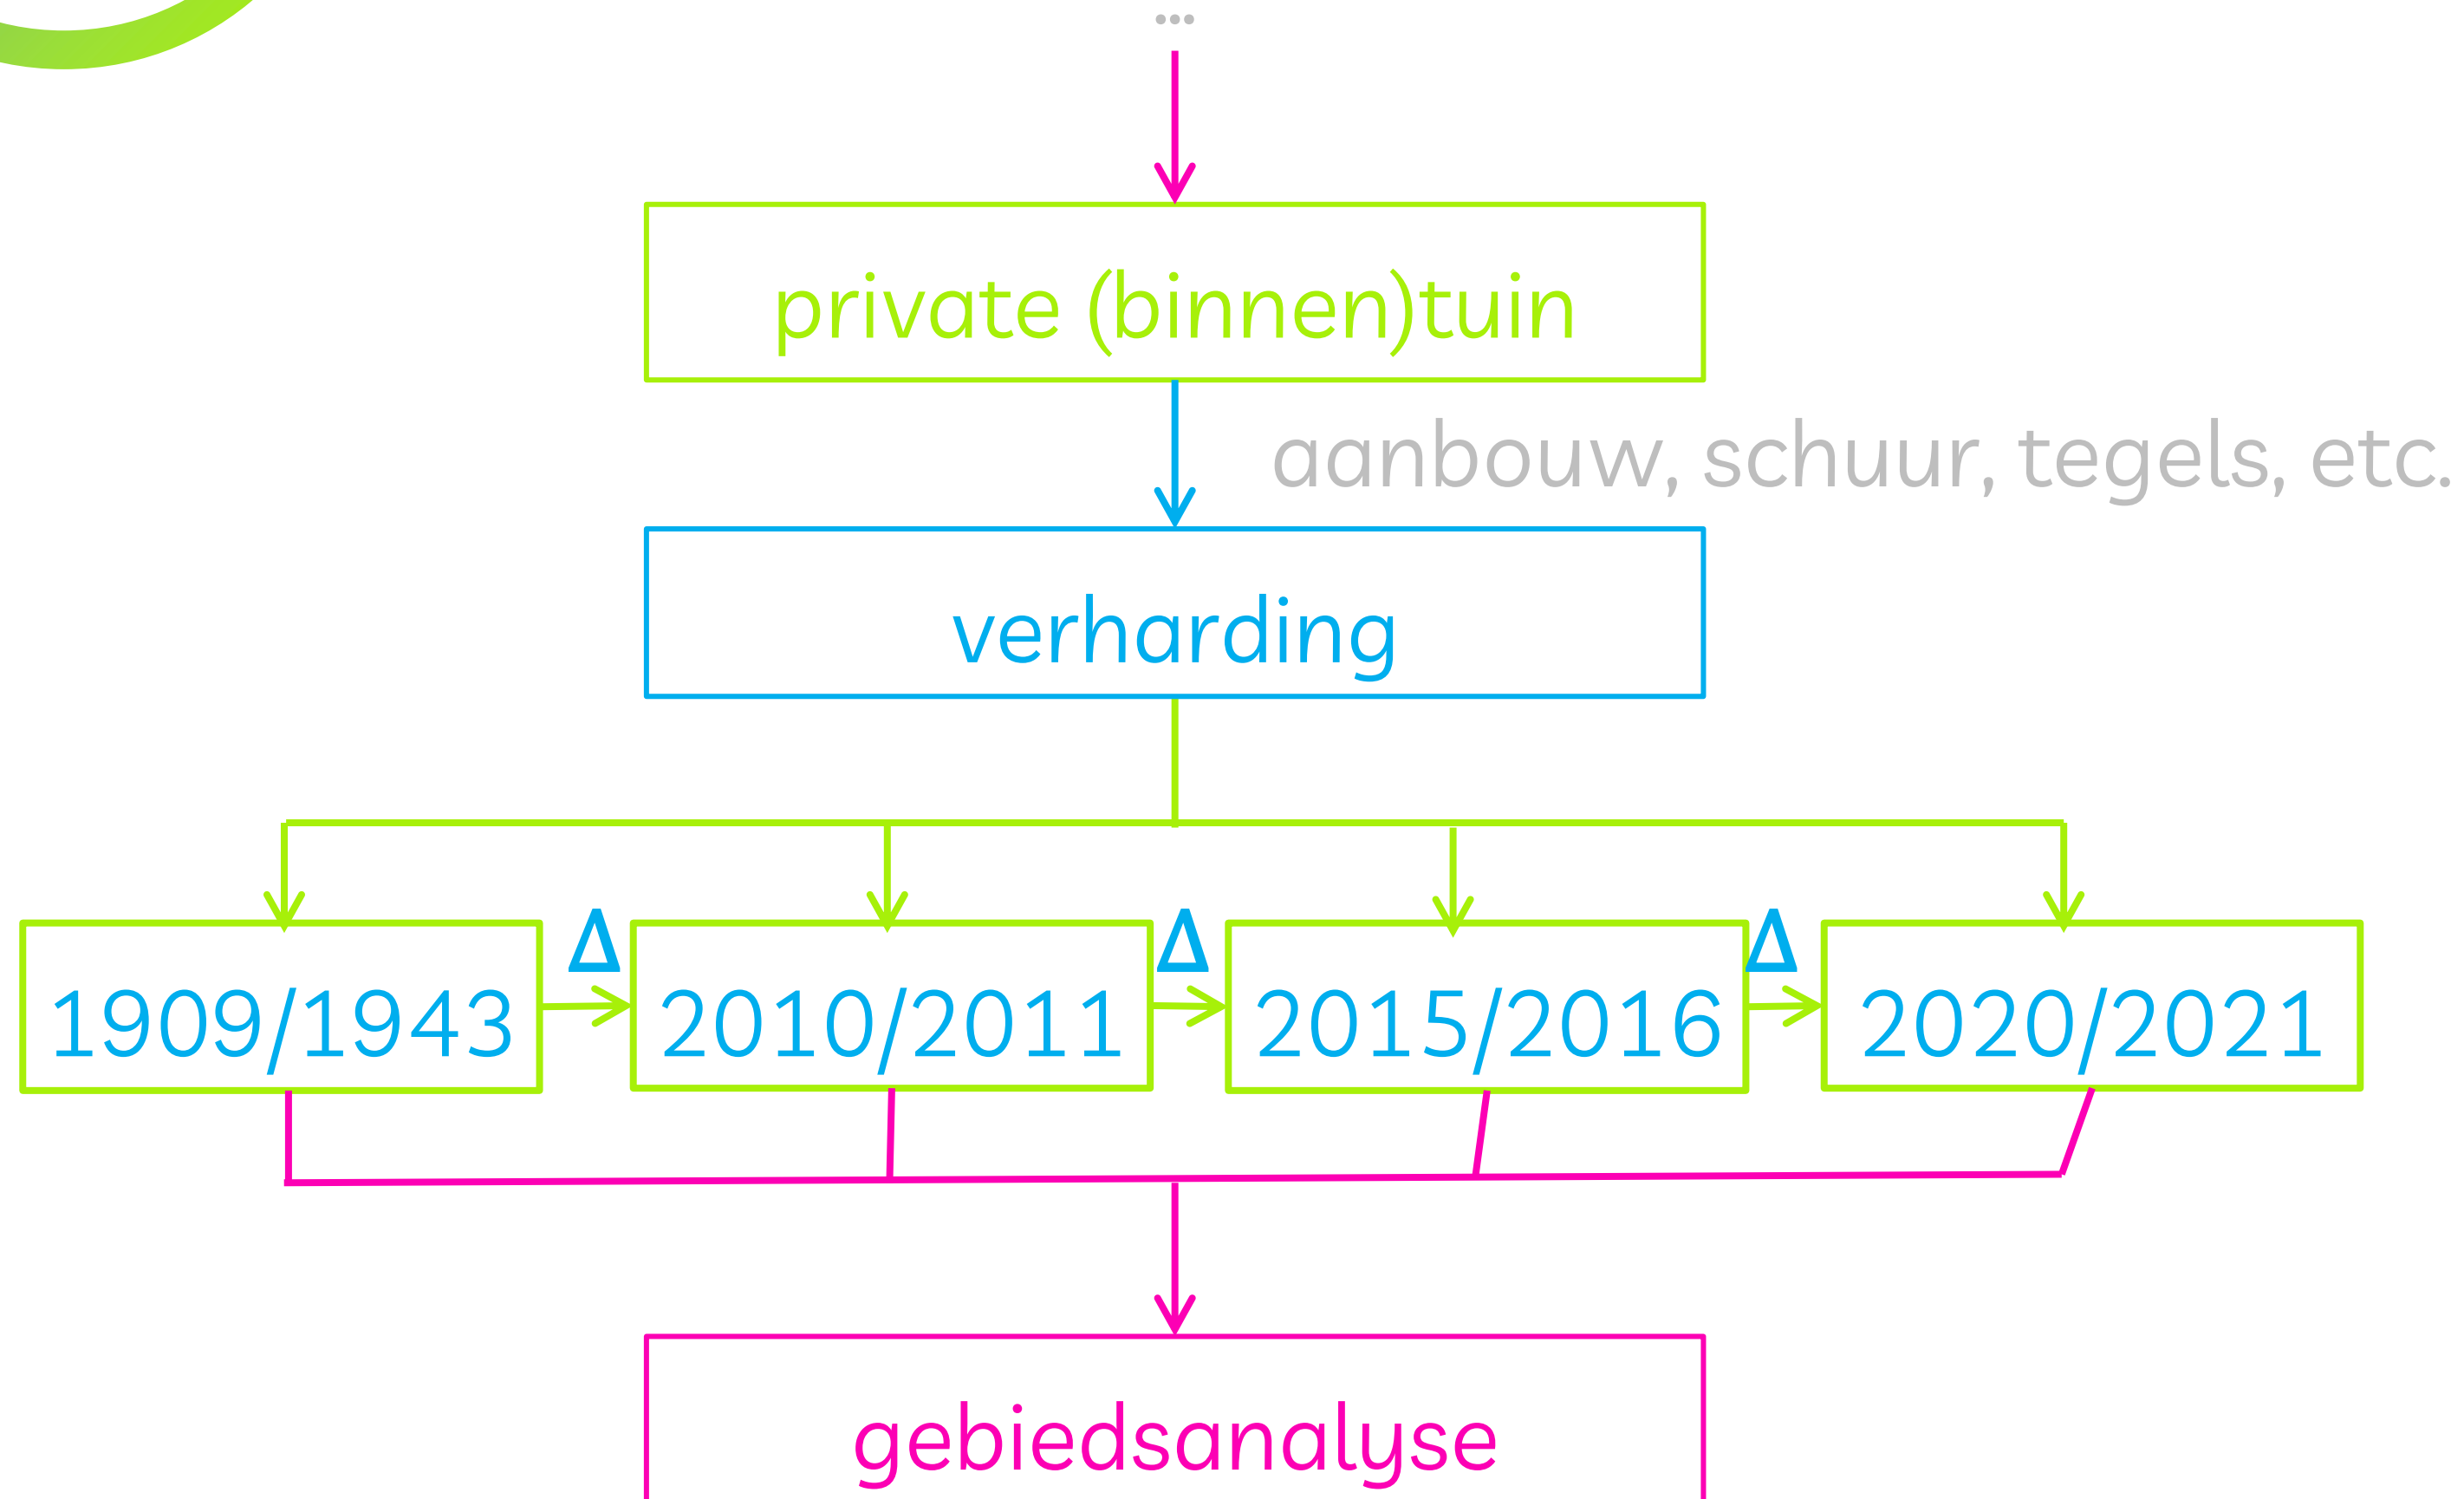 ...
private (binnen)tuin
aanbouw, schuur, tegels, etc.
verharding
Δ Δ Δ
1909/1943 2010/2011 2015/2016 2020/2021
gebiedsanalyse